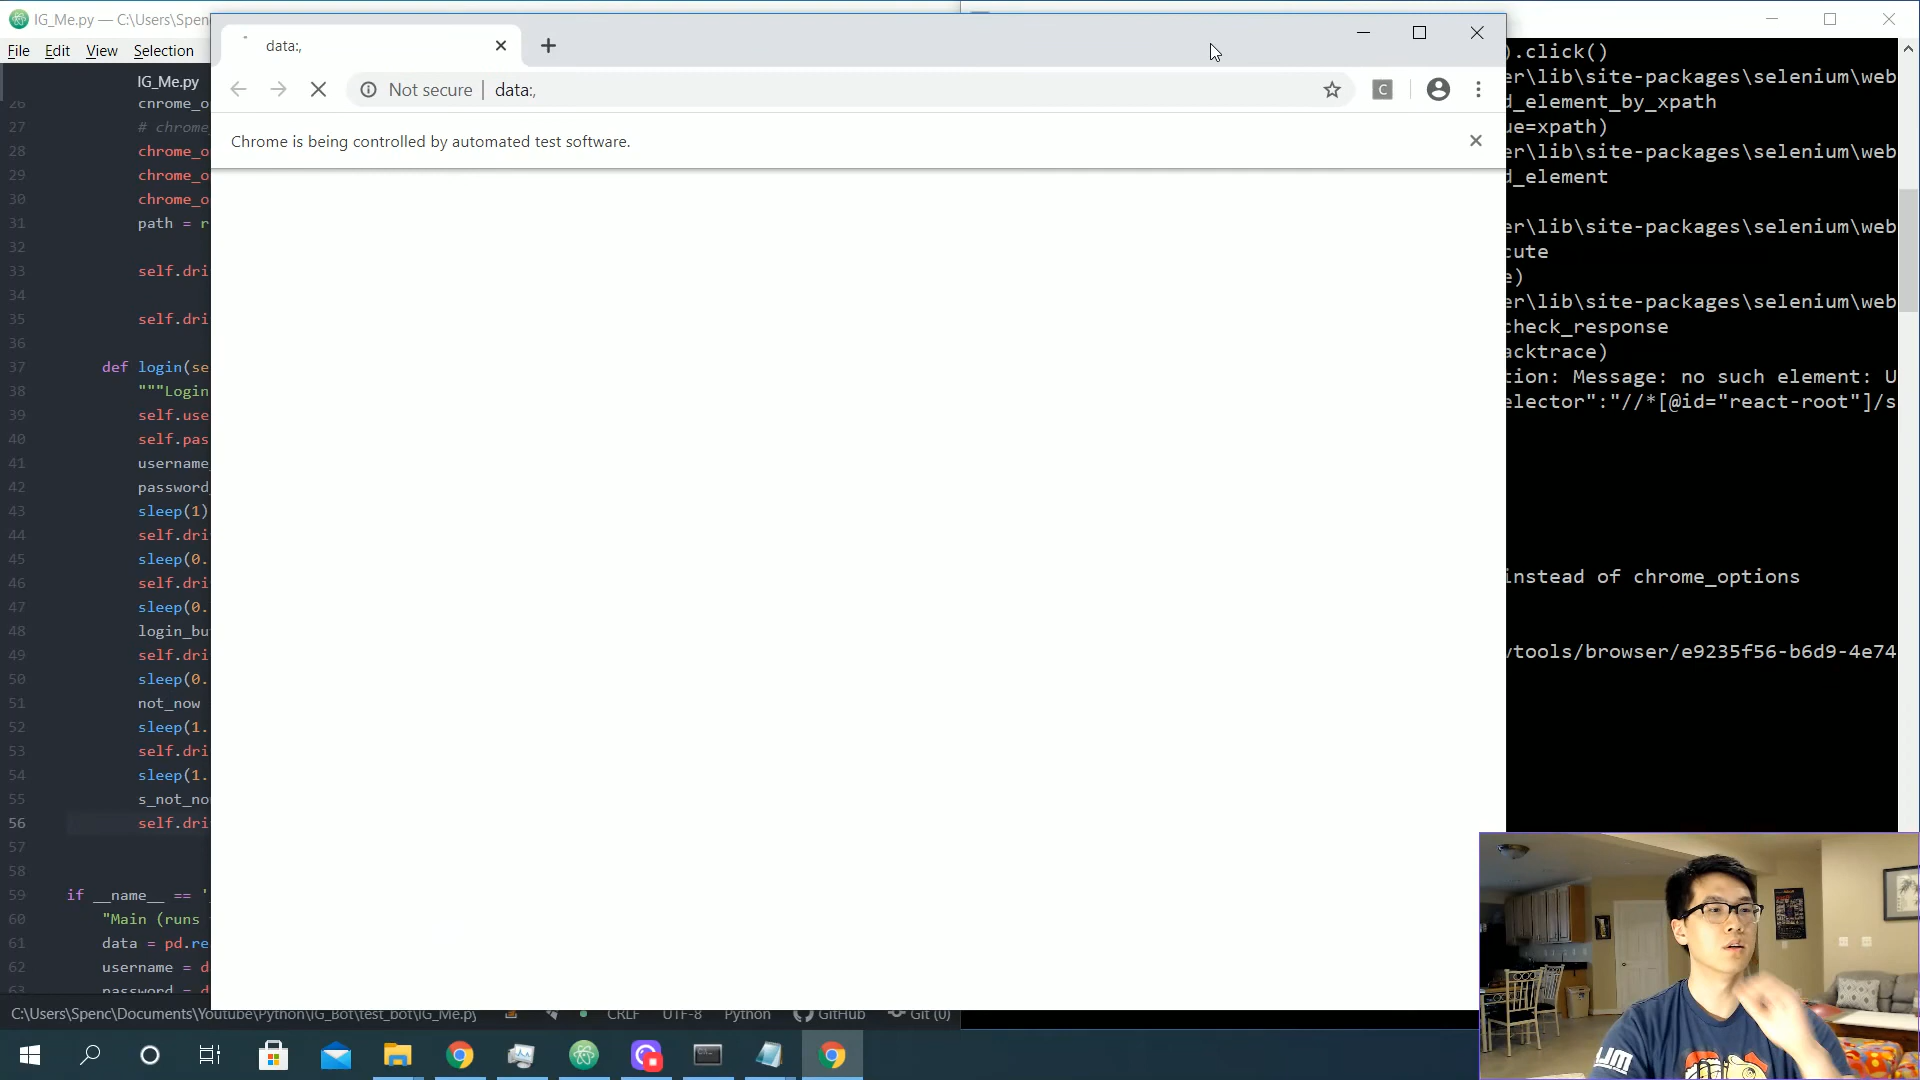 IG_Me.py — C:\Users\Spenc
File Edit View Selection
IG_Me.py
26 chrome_o
27 # chrome_
28 chrome_o
29 chrome_o
30 chrome_o
31 path = r
32
33 self.dri
34
35 self.dri
36
37 def login(se
38 """Login
39 self.use
40 self.pas
41 username_
42 password_
43 sleep(1)
44 self.dri
45 sleep(0.
46 self.dri
47 sleep(0.
48 login_bu
49 self.dri
50 sleep(0.
51 not_now
52 sleep(1.
53 self.dri
54 sleep(1.
55 s_not_no
56 self.dri
57
58
59 if __name__ == '
60 "Main (runs
61 data = pd.re
62 username = d
63 password = d
C:\Users\Spenc\Documents\Youtube\Python\IG_Bot\test_bot\IG_Me.py CRLF UTF-8 Python GitHub Git (0)
data:,
Not secure | data:,
C
Chrome is being controlled by automated test software.
).click()
er\lib\site-packages\selenium\web
d_element_by_xpath
ue=xpath)
er\lib\site-packages\selenium\web
d_element
er\lib\site-packages\selenium\web
cute
e)
er\lib\site-packages\selenium\web
check_response
acktrace)
tion: Message: no such element: U
elector":"//*[@id="react-root"]/s
instead of chrome_options
vtools/browser/e9235f56-b6d9-4e74